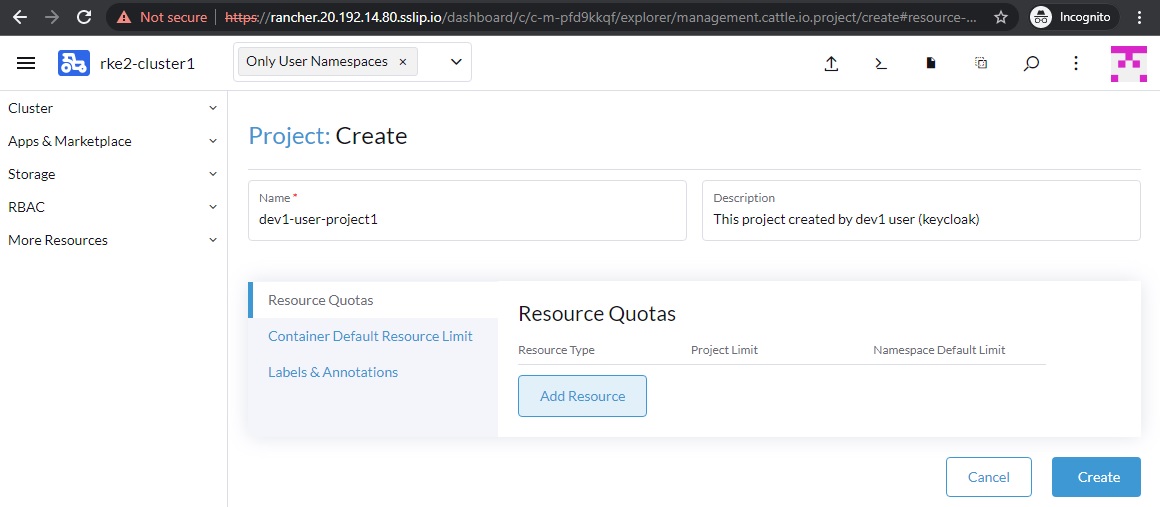 Not secure https://rancher.20.192.14.80.sslip.io/dashboard/c/c-m-pfd9kkqf/explorer/management.cattle.io.project/create#resource-... Incognito
rke2-cluster1 Only User Namespaces ×
Cluster
Apps & Marketplace
Storage
RBAC
More Resources
Project: Create
Name *
dev1-user-project1
Description
This project created by dev1 user (keycloak)
Resource Quotas
Container Default Resource Limit
Labels & Annotations
Resource Quotas
Resource Type Project Limit Namespace Default Limit
Add Resource
Cancel Create